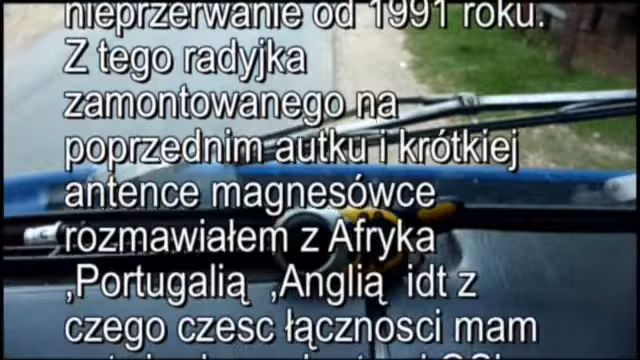 nieprzerwanie od 1991 roku.
Z tego radyjka
zamontowanego na
poprzednim autku i krótkiej
antence magnesówce
rozmawiałem z Afryka
,Portugalią ,Anglią idt z
czego czesc łącznosci mam